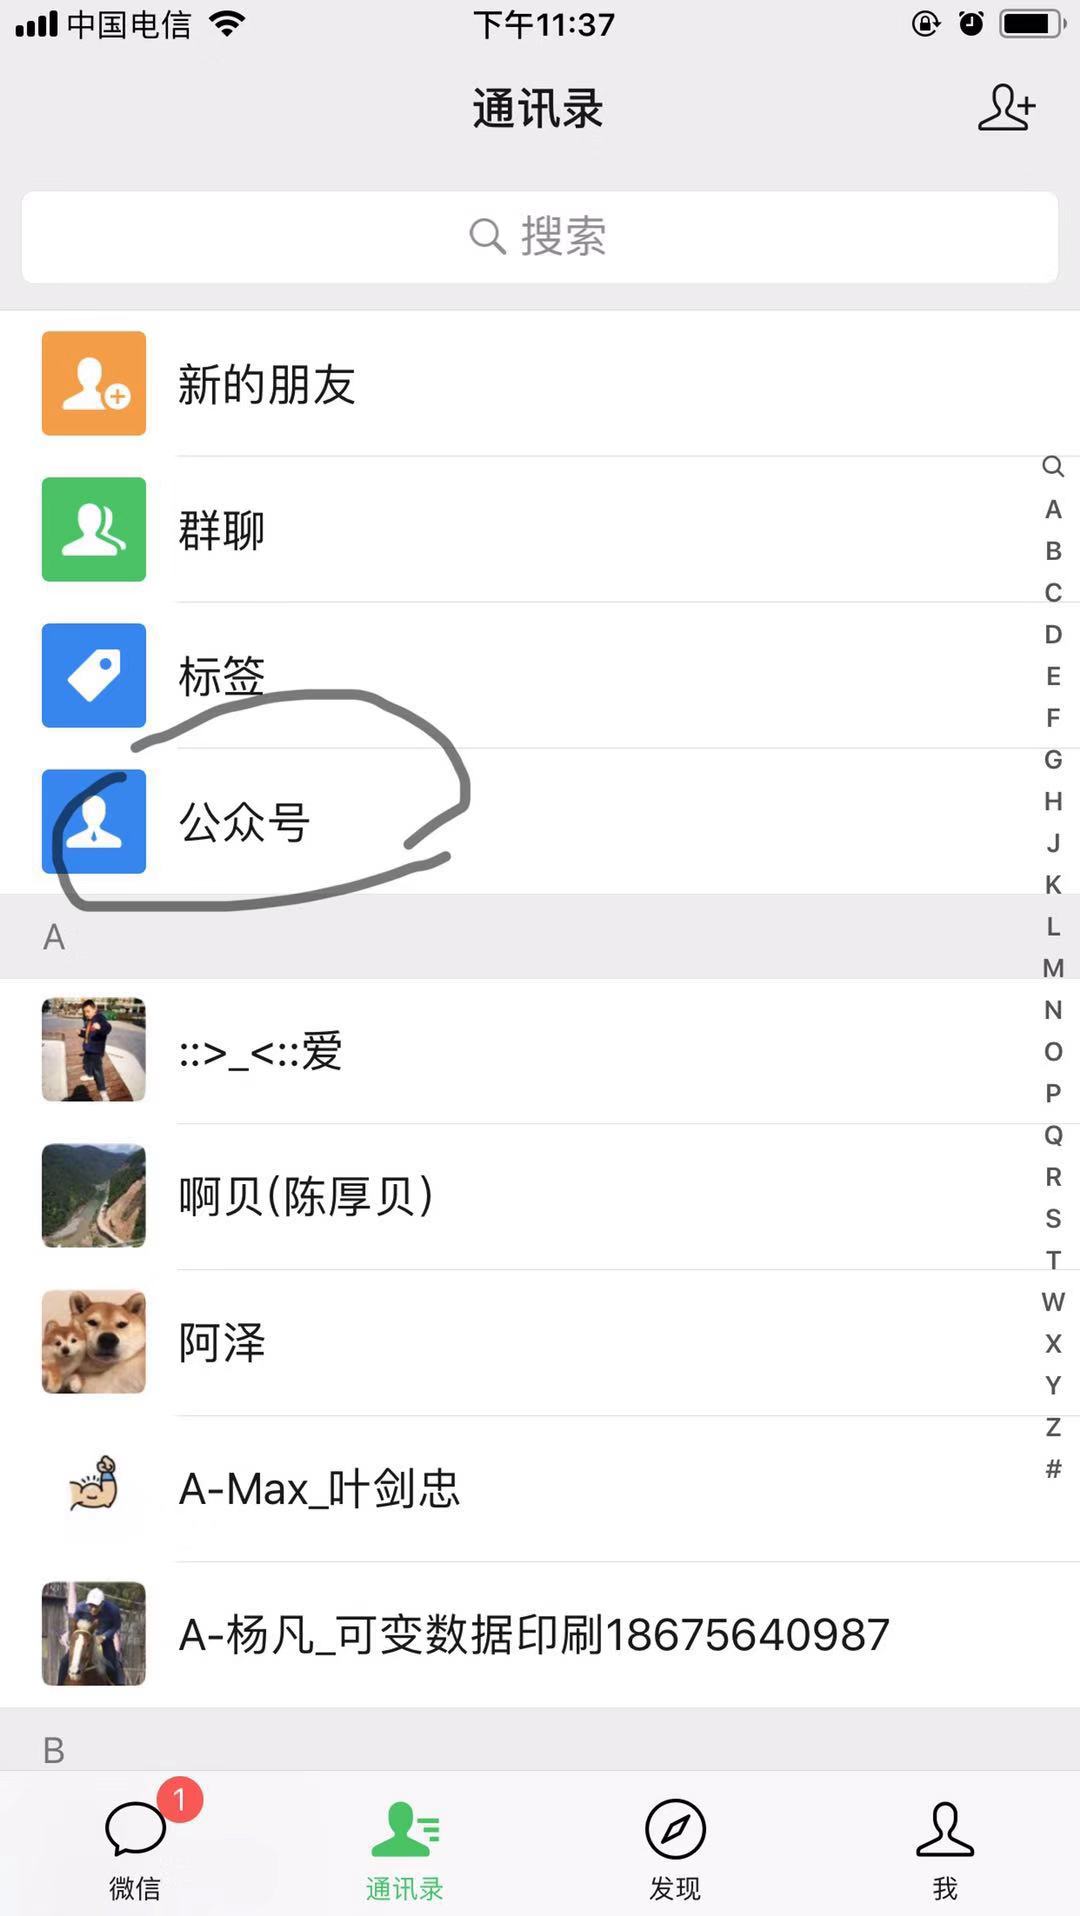 中国电信 下午11:37
通讯录
搜索
新的朋友
群聊
标签
公众号
A
::>_<::爱
啊贝(陈厚贝)
阿泽
A-Max_叶剑忠
A-杨凡_可变数据印刷18675640987
B
A
B
C
D
E
F
G
H
J
K
L
M
N
O
P
Q
R
S
T
W
X
Y
Z
#
1
微信 通讯录 发现 我